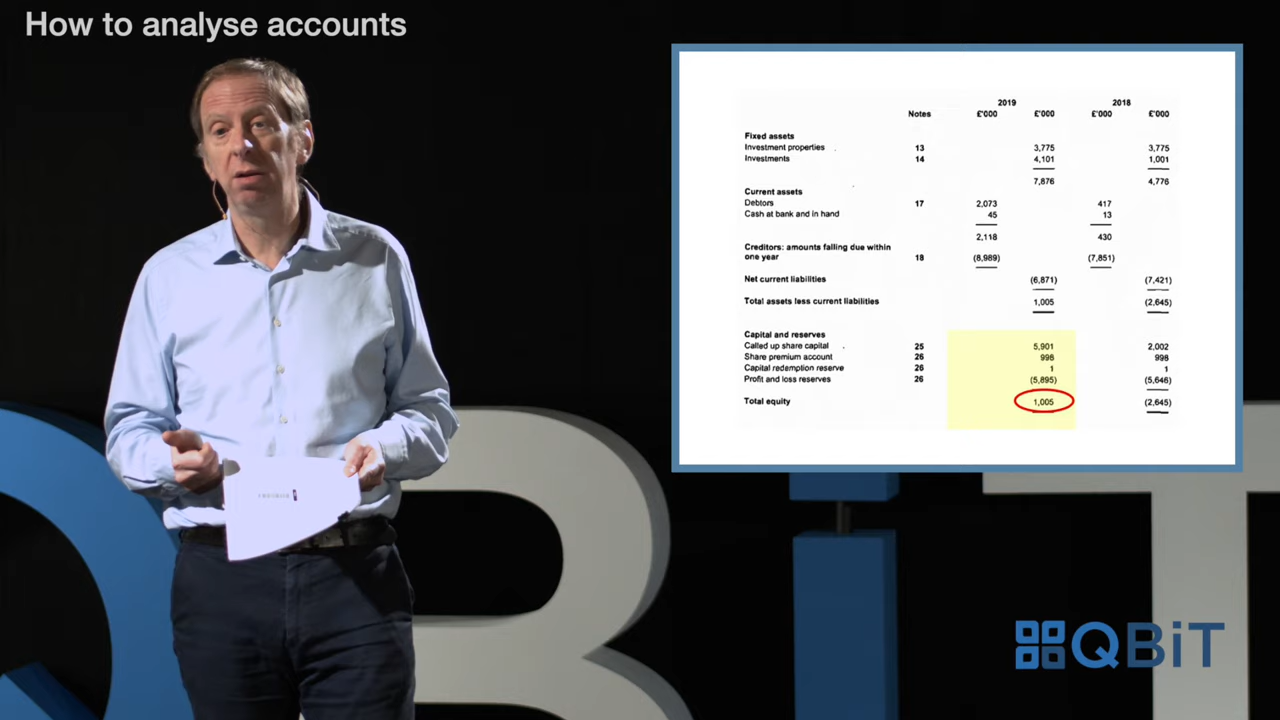 How to analyse accounts
2019 2018
Notes £'000 £'000 £'000 £'000
Fixed assets
Investment properties 13 3,775 3,775
Investments 14 4,101 1,001
7,876 4,776
Current assets
Debtors 17 2,073 417
Cash at bank and in hand 45 13
2,118 430
Creditors: amounts falling due within
one year 18 (8,989) (7,851)
Net current liabilities (6,871) (7,421)
Total assets less current liabilities 1,005 (2,645)
Capital and reserves
Called up share capital 25 5,901 2,002
Share premium account 26 998 998
Capital redemption reserve 26 1 1
Profit and loss reserves 26 (5,895) (5,646)
Total equity 1,005 (2,645)
QBiT
QBiT